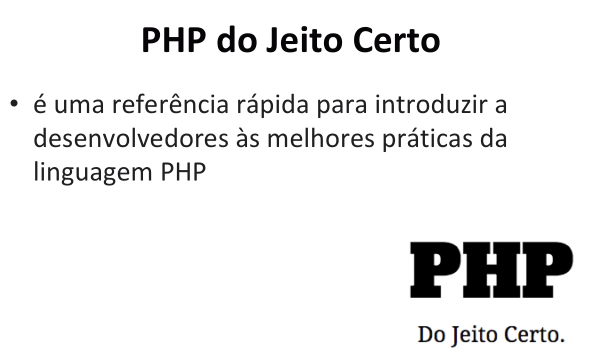 PHP do Jeito Certo
• é uma referência rápida para introduzir a
desenvolvedores às melhores práticas da
linguagem PHP
PHP
Do Jeito Certo.